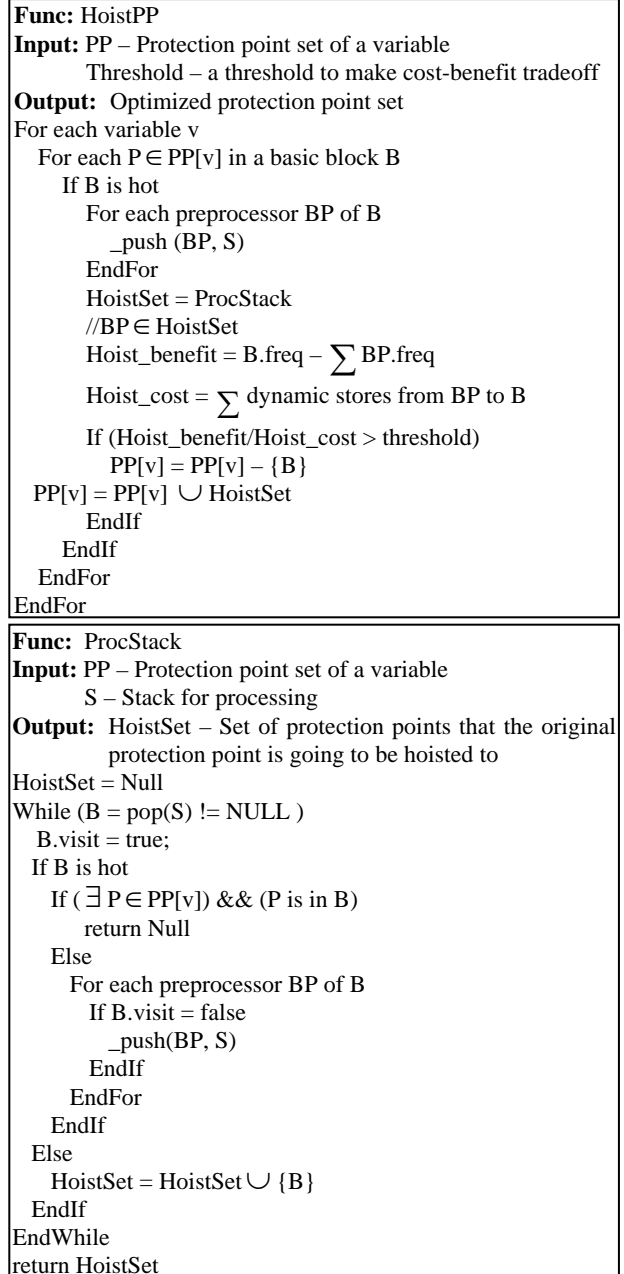 Func: HoistPP
Input: PP – Protection point set of a variable
Threshold – a threshold to make cost-benefit tradeoff
Output: Optimized protection point set
For each variable v
For each P ∈ PP[v] in a basic block B
If B is hot
For each preprocessor BP of B
_push (BP, S)
EndFor
HoistSet = ProcStack
//BP ∈ HoistSet
Hoist_benefit = B.freq – ∑ BP.freq
Hoist_cost = ∑ dynamic stores from BP to B
If (Hoist_benefit/Hoist_cost > threshold)
PP[v] = PP[v] – {B}
PP[v] = PP[v] ∪ HoistSet
EndIf
EndIf
EndFor
EndFor
Func: ProcStack
Input: PP – Protection point set of a variable
S – Stack for processing
Output: HoistSet – Set of protection points that the original
protection point is going to be hoisted to
HoistSet = Null
While (B = pop(S) != NULL )
B.visit = true;
If B is hot
If ( ∃ P ∈ PP[v]) && (P is in B)
return Null
Else
For each preprocessor BP of B
If B.visit = false
_push(BP, S)
EndIf
EndFor
EndIf
Else
HoistSet = HoistSet ∪ {B}
EndIf
EndWhile
return HoistSet